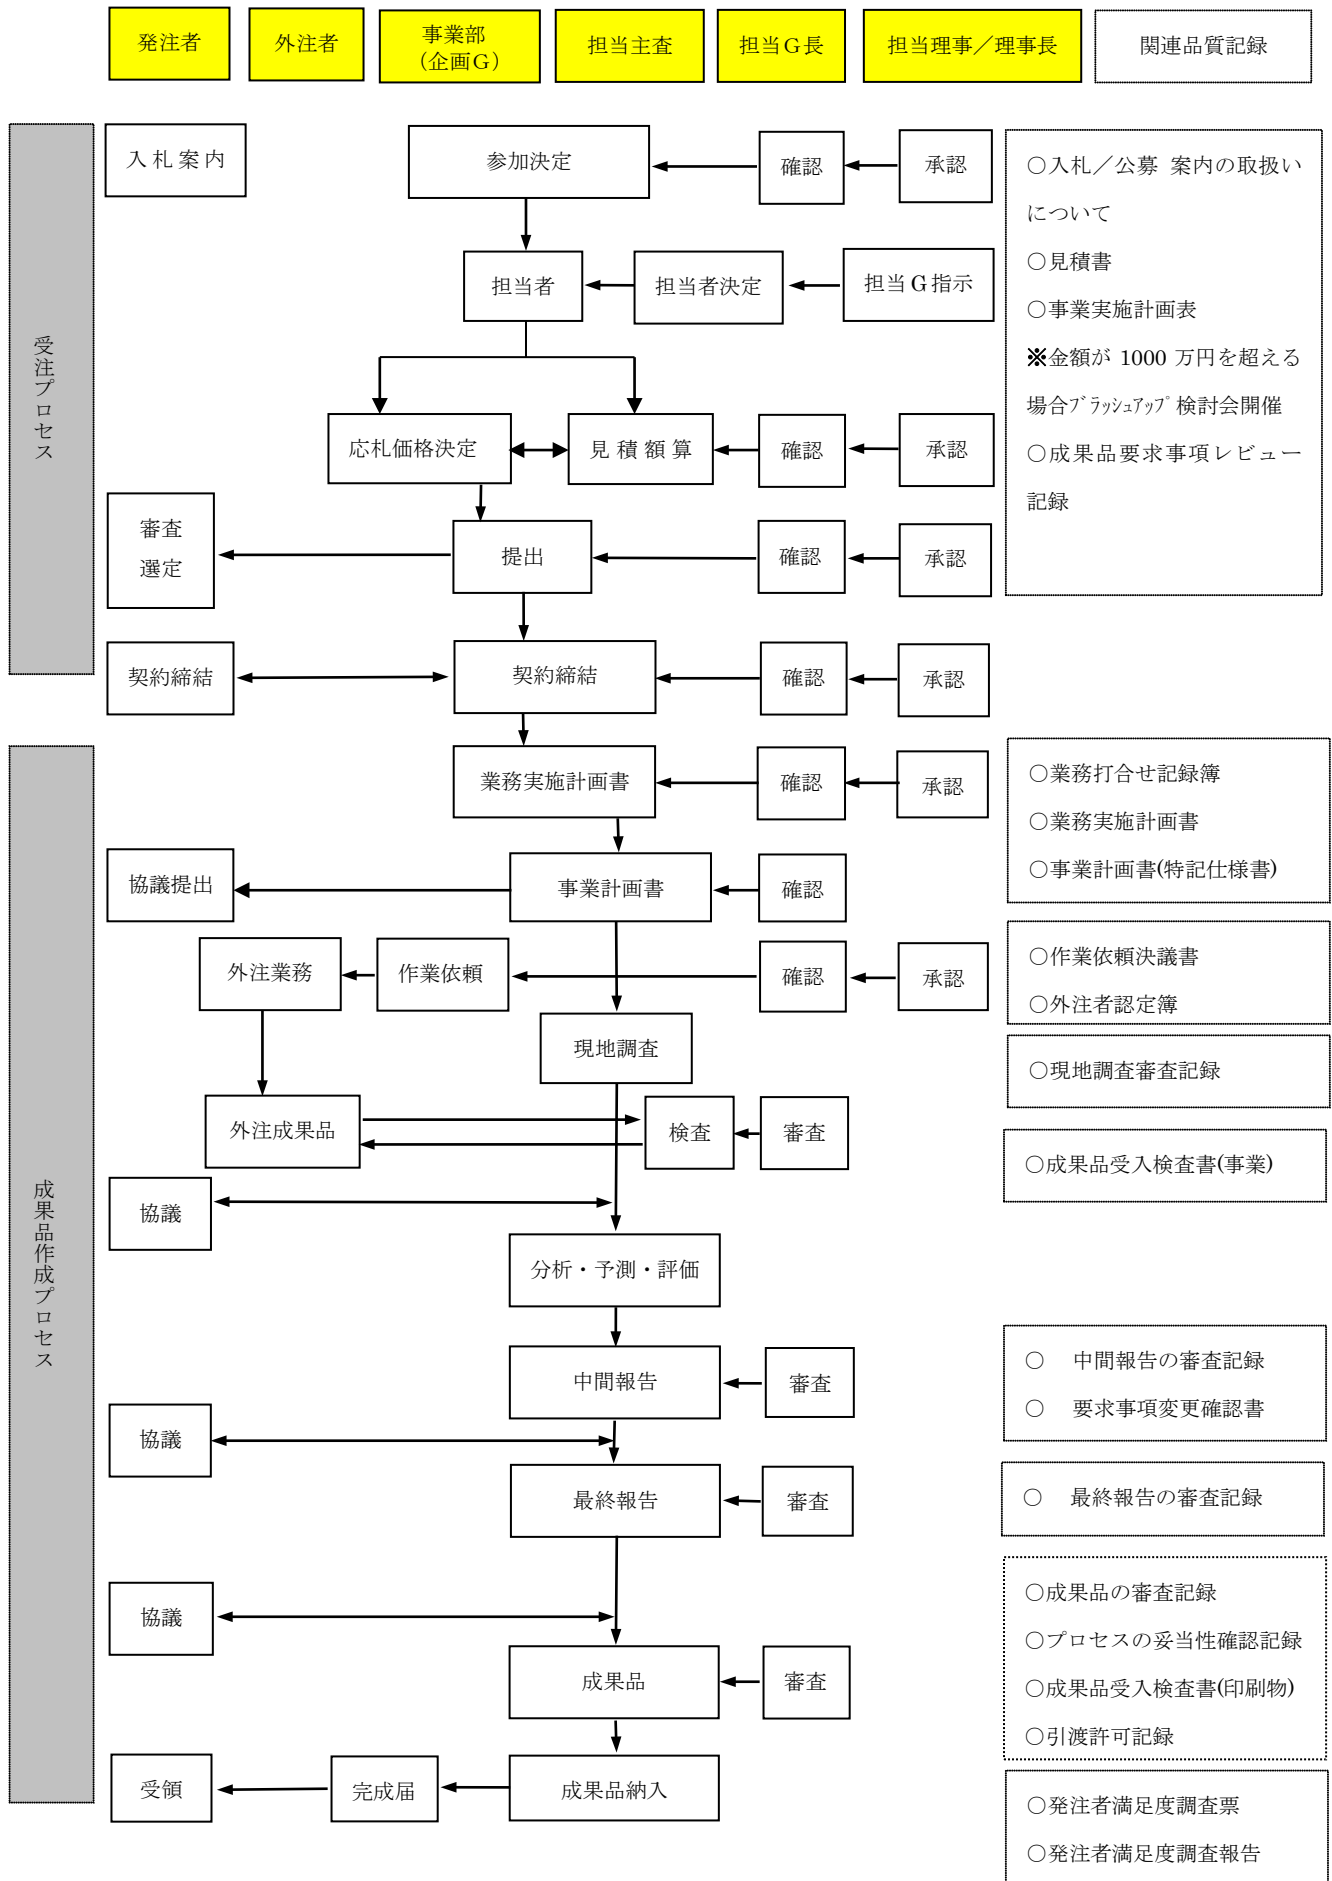 発注者
外注者
事業部
（企画G）
担当主査
担当G長
担当理事／理事長
関連品質記録
受注プロセス
入札案内
参加決定
確認
承認
担当者
担当者決定
担当G指示
応札価格決定
見積額算
確認
承認
審査
選定
提出
確認
承認
契約締結
契約締結
確認
承認
○入札／公募 案内の取扱い
について
○見積書
○事業実施計画表
※金額が 1000 万円を超える
場合ﾌﾞﾗｯｼｭｱｯﾌﾟ検討会開催
○成果品要求事項レビュー
記録
成果品作成プロセス
業務実施計画書
確認
承認
○業務打合せ記録簿
○業務実施計画書
○事業計画書(特記仕様書)
協議提出
事業計画書
確認
外注業務
作業依頼
確認
承認
○作業依頼決議書
○外注者認定簿
現地調査
○現地調査審査記録
外注成果品
検査
審査
○成果品受入検査書(事業)
協議
分析・予測・評価
中間報告
審査
○　中間報告の審査記録
○　要求事項変更確認書
協議
最終報告
審査
○　最終報告の審査記録
協議
成果品
審査
○成果品の審査記録
○プロセスの妥当性確認記録
○成果品受入検査書(印刷物)
○引渡許可記録
受領
完成届
成果品納入
○発注者満足度調査票
○発注者満足度調査報告